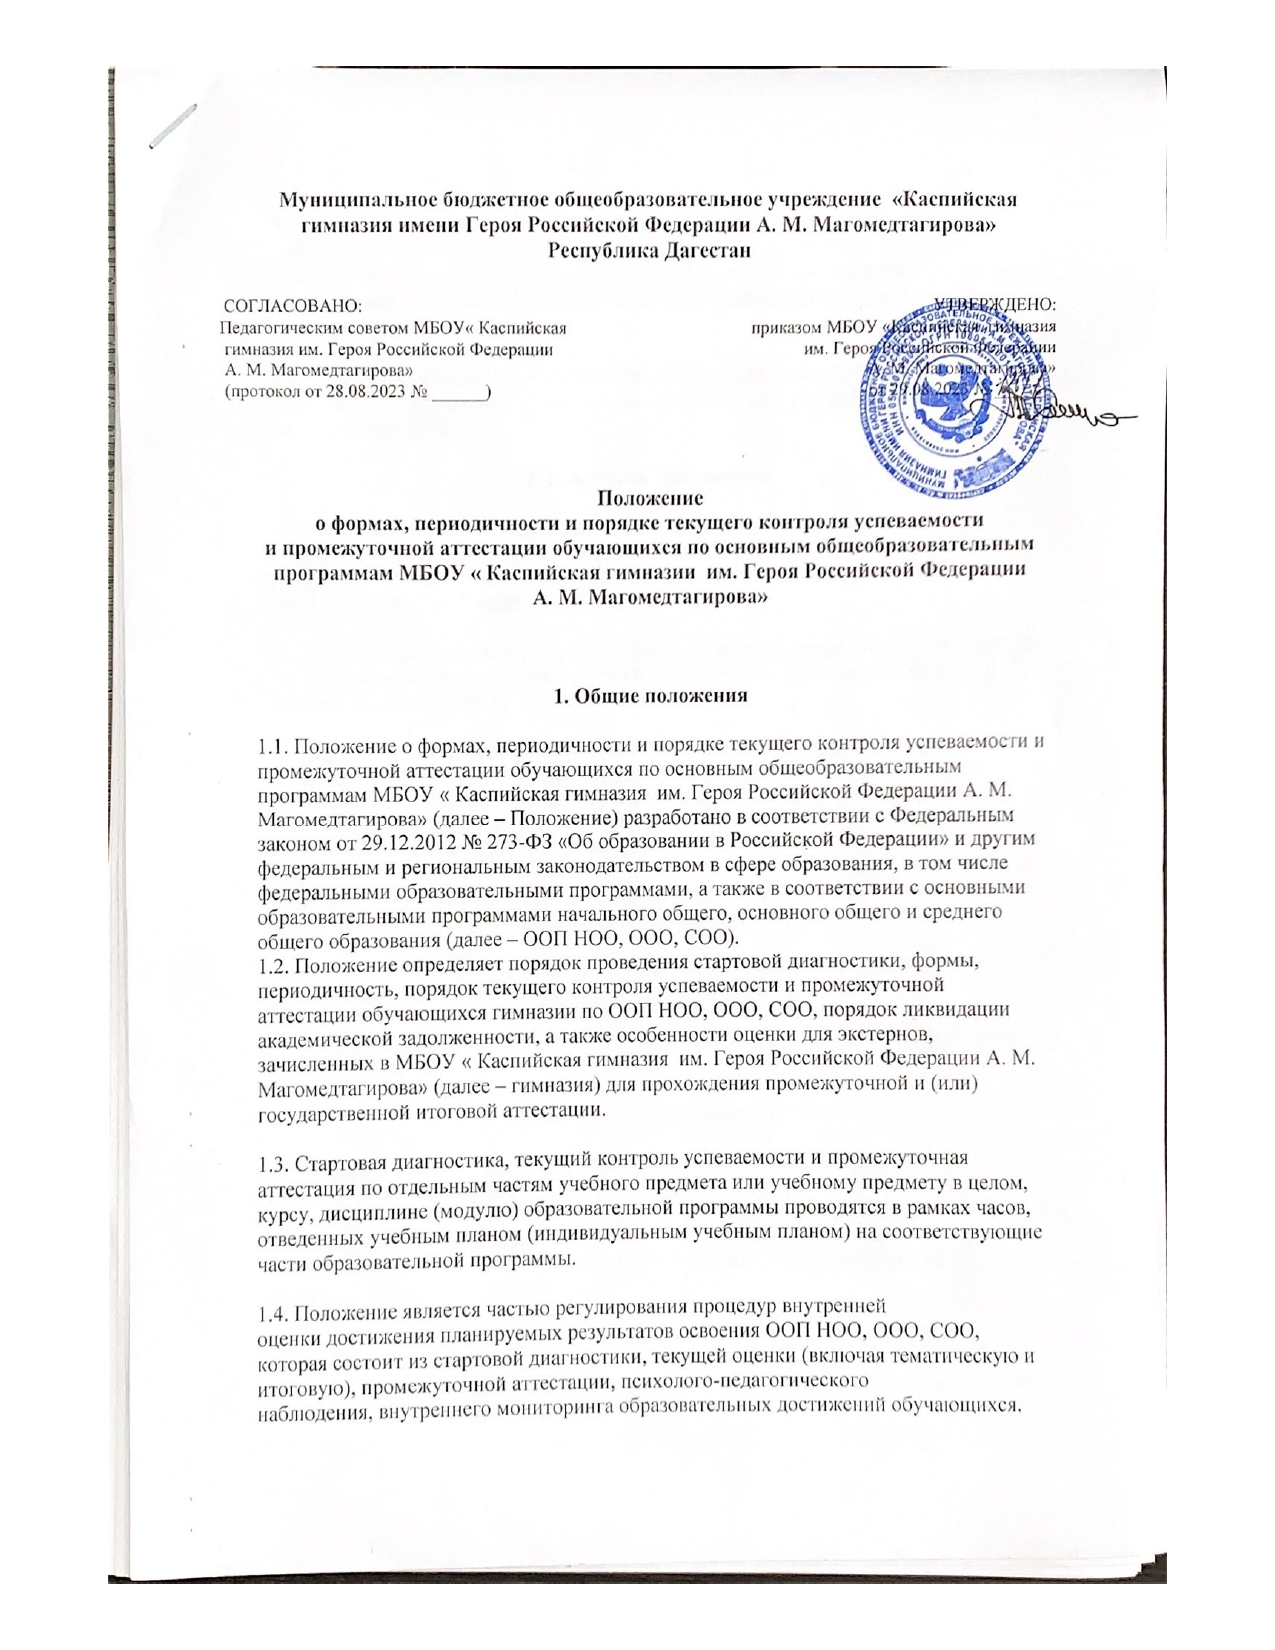 Муниципальное бюджетное общеобразовательное учреждение «Каспийская
гимназия имени Героя Российской Федерации А. М. Магомедтагирова»
Республика Дагестан
СОГЛАСОВАНО:
Педагогическим советом МБОУ« Каспийская
гимназия им. Героя Российской Федерации
А. М. Магомедтагирова»
(протокол от 28.08.2023 № ______)
УТВЕРЖДЕНО:
приказом МБОУ «Каспийская гимназия
им. Героя Российской Федерации
А. М. Магомедтагирова»
от 29.08.2023 №
Положение
о формах, периодичности и порядке текущего контроля успеваемости
и промежуточной аттестации обучающихся по основным общеобразовательным
программам МБОУ « Каспийская гимназии им. Героя Российской Федерации
А. М. Магомедтагирова»
1. Общие положения
1.1. Положение о формах, периодичности и порядке текущего контроля успеваемости и
промежуточной аттестации обучающихся по основным общеобразовательным
программам МБОУ « Каспийская гимназия им. Героя Российской Федерации А. М.
Магомедтагирова» (далее – Положение) разработано в соответствии с Федеральным
законом от 29.12.2012 № 273-ФЗ «Об образовании в Российской Федерации» и другим
федеральным и региональным законодательством в сфере образования, в том числе
федеральными образовательными программами, а также в соответствии с основными
образовательными программами начального общего, основного общего и среднего
общего образования (далее – ООП НОО, ООО, СОО).
1.2. Положение определяет порядок проведения стартовой диагностики, формы,
периодичность, порядок текущего контроля успеваемости и промежуточной
аттестации обучающихся гимназии по ООП НОО, ООО, СОО, порядок ликвидации
академической задолженности, а также особенности оценки для экстернов,
зачисленных в МБОУ « Каспийская гимназия им. Героя Российской Федерации А. М.
Магомедтагирова» (далее – гимназия) для прохождения промежуточной и (или)
государственной итоговой аттестации.
1.3. Стартовая диагностика, текущий контроль успеваемости и промежуточная
аттестация по отдельным частям учебного предмета или учебному предмету в целом,
курсу, дисциплине (модулю) образовательной программы проводятся в рамках часов,
отведенных учебным планом (индивидуальным учебным планом) на соответствующие
части образовательной программы.
1.4. Положение является частью регулирования процедур внутренней
оценки достижения планируемых результатов освоения ООП НОО, ООО, СОО,
которая состоит из стартовой диагностики, текущей оценки (включая тематическую и
итоговую), промежуточной аттестации, психолого-педагогического
наблюдения, внутреннего мониторинга образовательных достижений обучающихся.